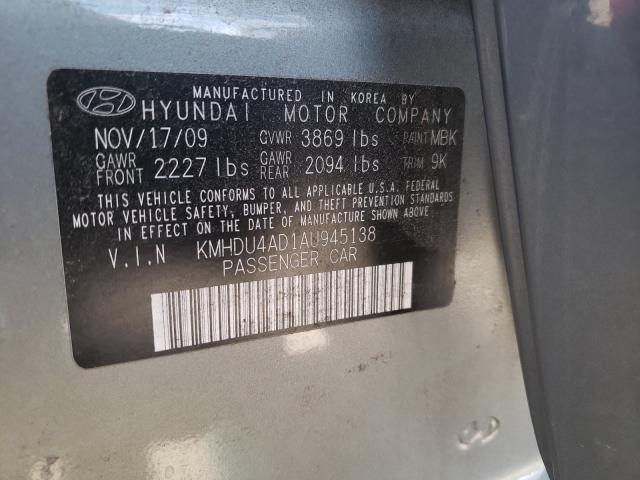 MANUFACTURED IN KOREA BY
HYUNDAI MOTOR COMPANY
NOV/17/09 GVWR 3869 lbs PAINT MBK
GAWR FRONT 2227 lbs GAWR REAR 2094 lbs TRIM 9K
THIS VEHICLE CONFORMS TO ALL APPLICABLE U.S.A. FEDERAL
MOTOR VEHICLE SAFETY, BUMPER, AND THEFT PREVENTION STANDARDS
IN EFFECT ON THE DATE OF MANUFACTURE SHOWN ABOVE.
V.I.N KMHDU4AD1AU945138
PASSENGER CAR